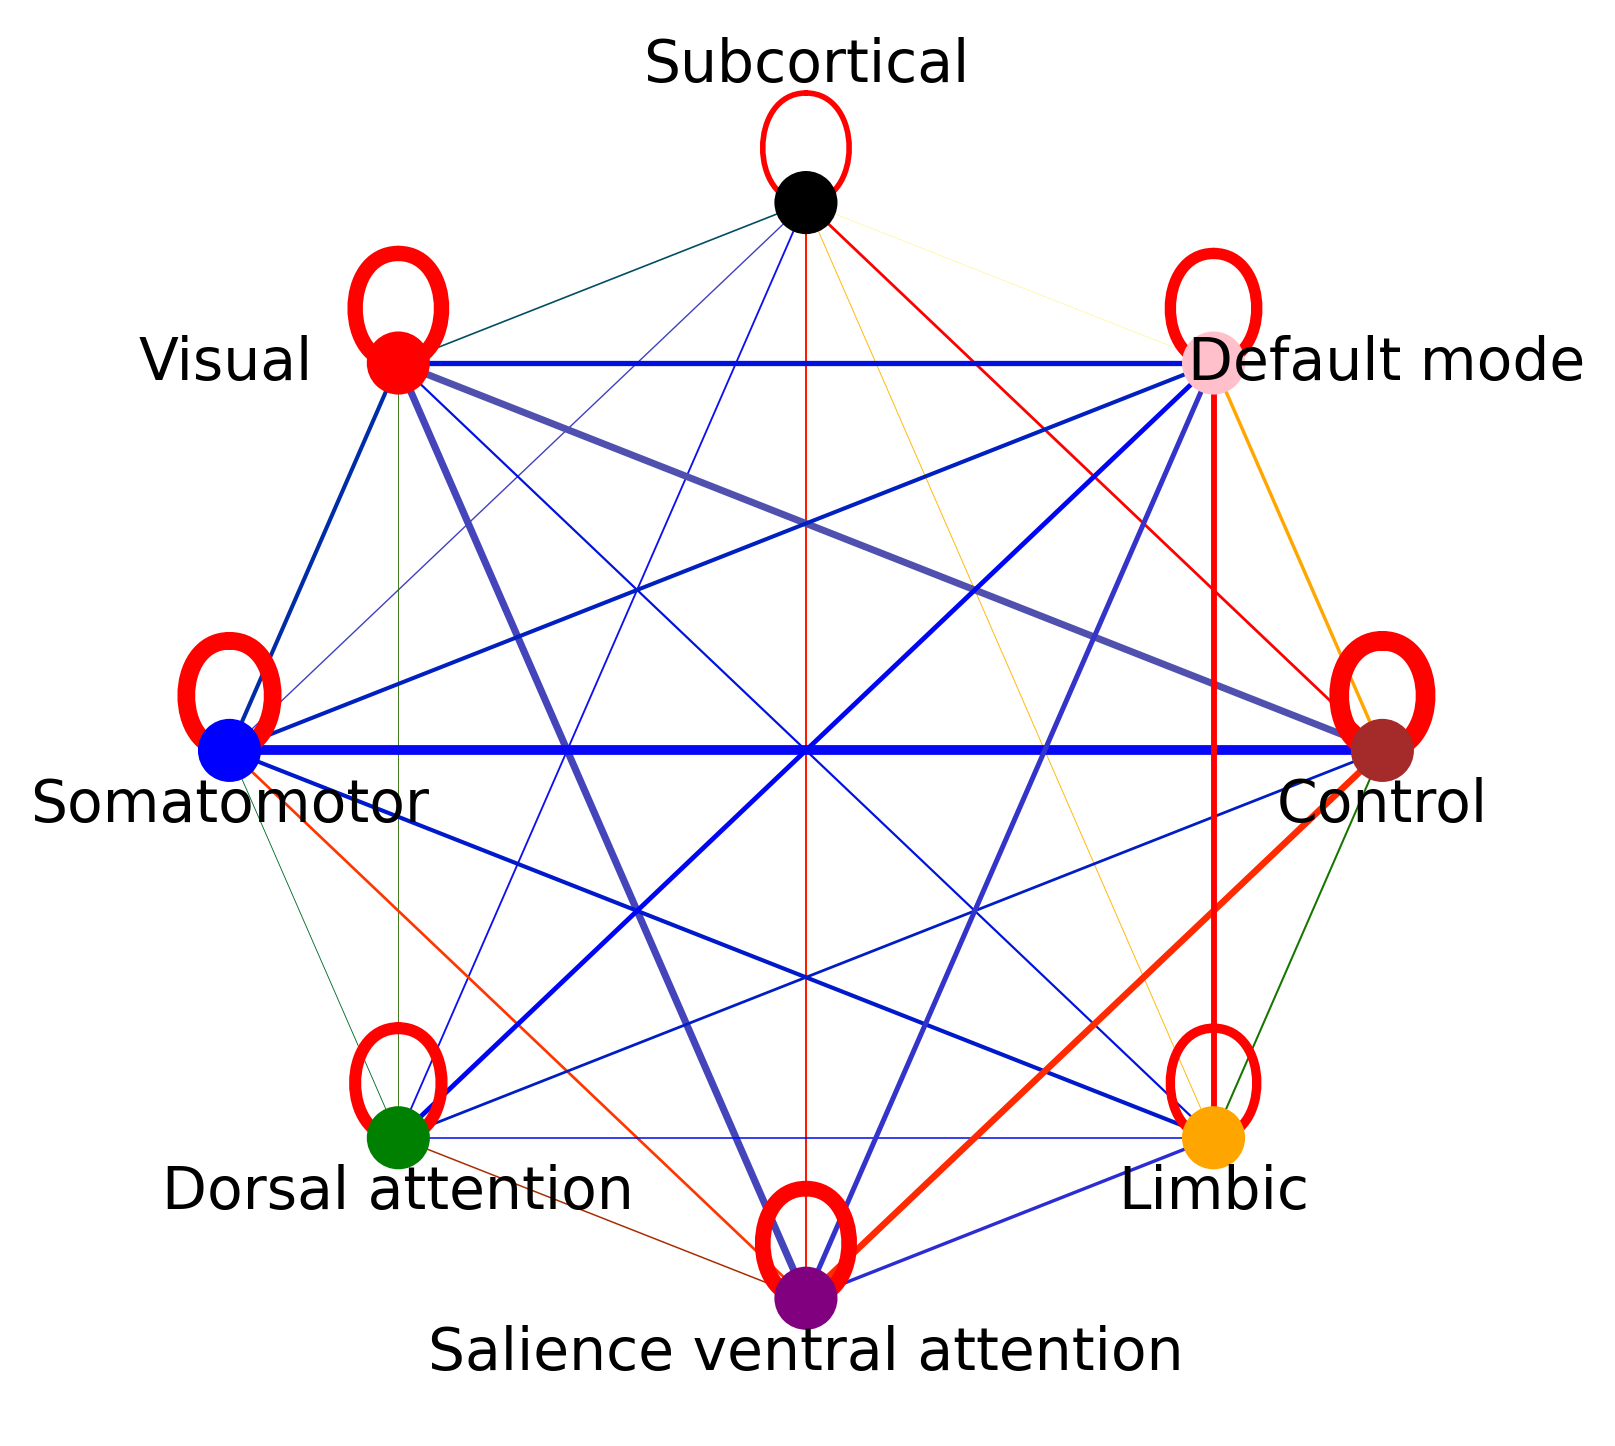 Subcortical
Visual
Default mode
Somatomotor
Control
Dorsal attention
Limbic
Salience ventral attention